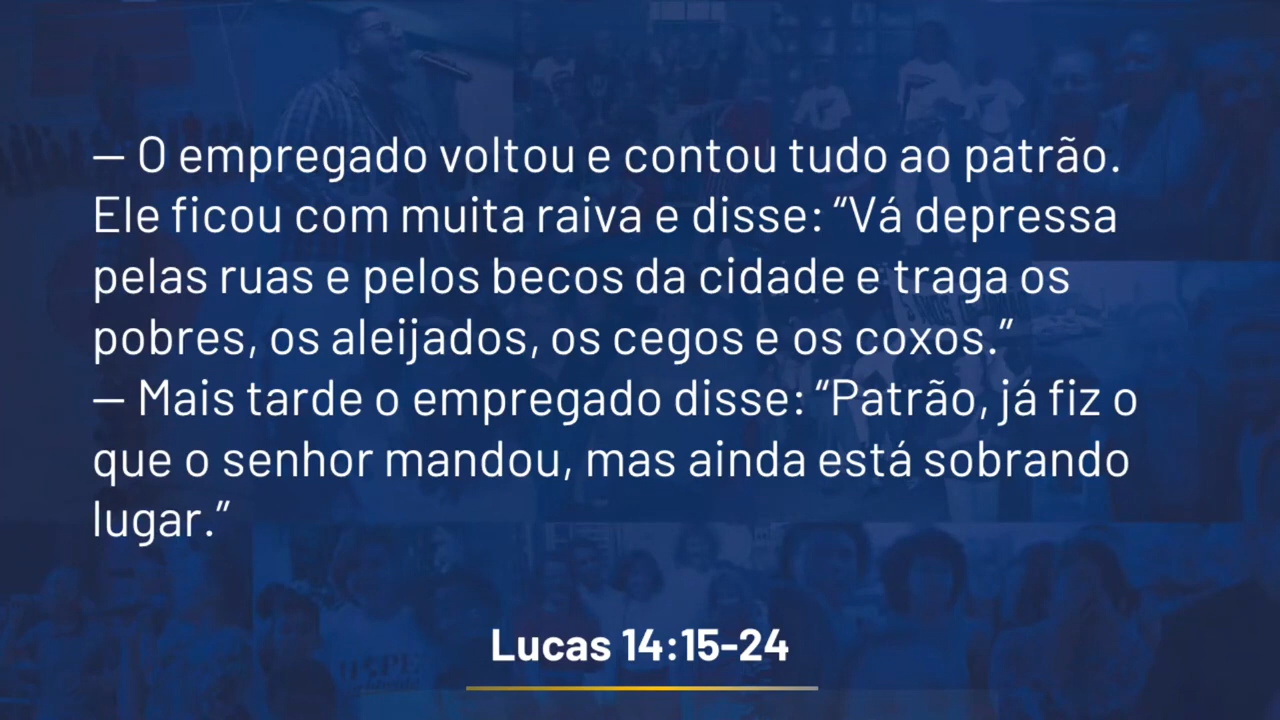 — O empregado voltou e contou tudo ao patrão.
Ele ficou com muita raiva e disse: “Vá depressa
pelas ruas e pelos becos da cidade e traga os
pobres, os aleijados, os cegos e os coxos.”
— Mais tarde o empregado disse: “Patrão, já fiz o
que o senhor mandou, mas ainda está sobrando
lugar.”
Lucas 14:15-24